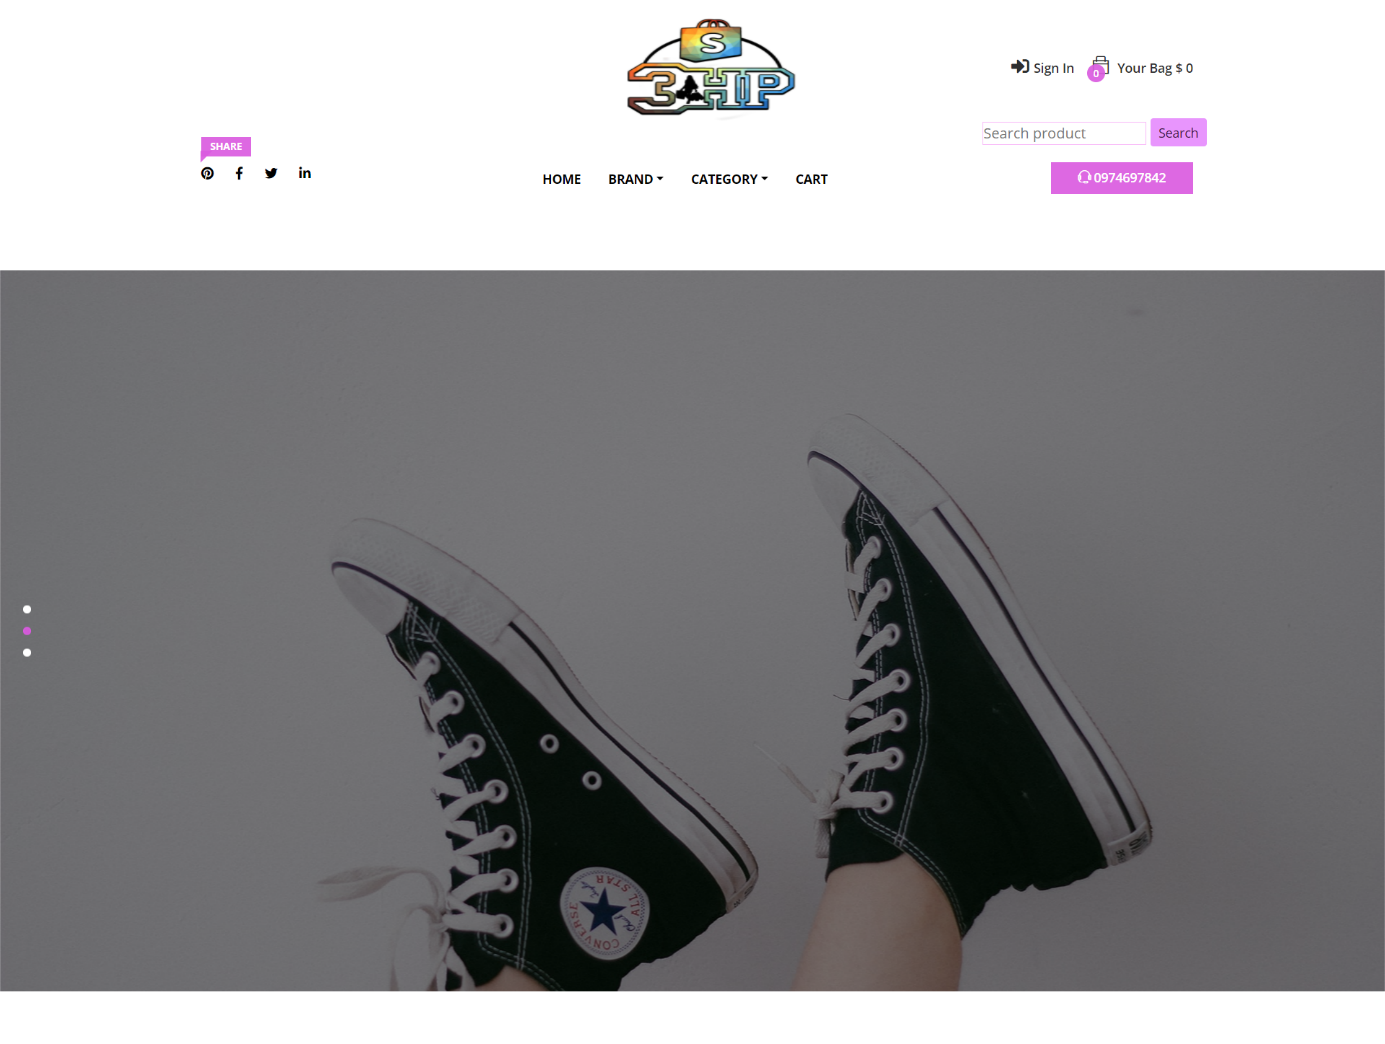 S
3HIP
Sign In
0
Your Bag $ 0
Search product
Search
SHARE
HOME
BRAND
CATEGORY
CART
0974697842
CONVERSE
ALL STAR